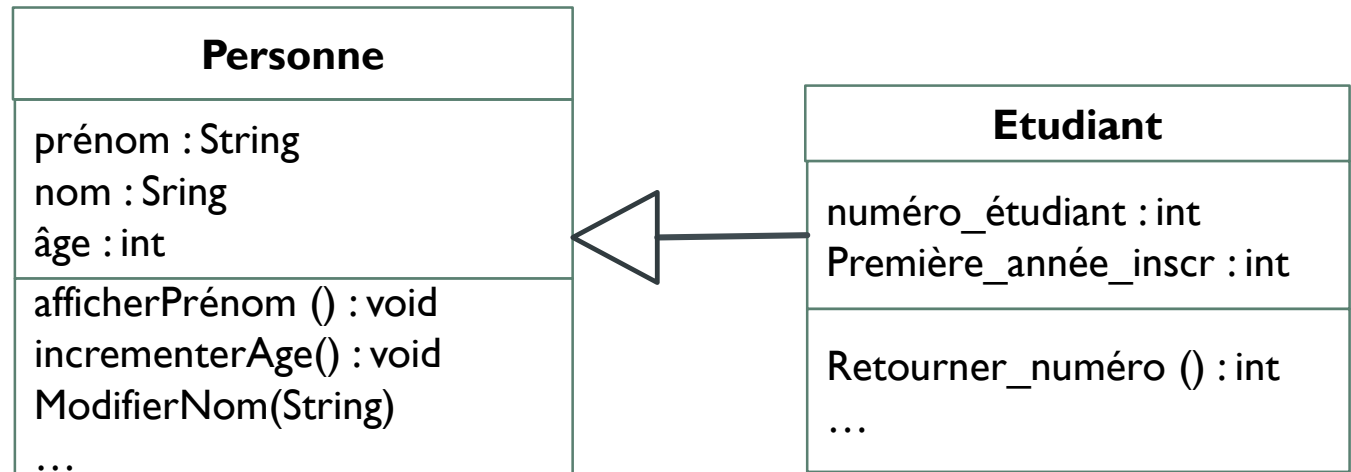 Personne
prénom : String
nom : Sring
âge : int
afficherPrénom () : void
incrementerAge() : void
ModifierNom(String)
…
Etudiant
numéro_étudiant : int
Première_année_inscr : int
Retourner_numéro () : int
…